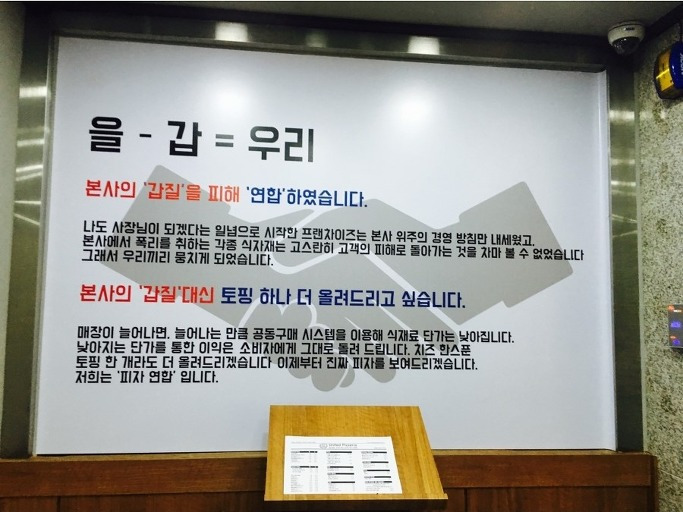 을 - 갑 = 우리
본사의 '갑질'을 피해 '연합'하였습니다.
나도 사장님이 되겠다는 일념으로 시작한 프랜차이즈는 본사 위주의 경영 방침만 내세웠고,
본사에서 폭리를 취하는 각종 식자재는 고스란히 고객의 피해로 돌아가는 것을 차마 볼 수 없었습니다
그래서 우리끼리 뭉치게 되었습니다.
본사의 '갑질'대신 토핑 하나 더 올려드리고 싶습니다.
매장이 늘어나면, 늘어나는 만큼 공동구매 시스템을 이용해 식재료 단가는 낮아집니다.
낮아지는 단가를 통한 이익은 소비자에게 그대로 돌려 드립니다. 치즈 한스푼
토핑 한 개라도 더 올려드리겠습니다 이제부터 진짜 피자를 보여드리겠습니다.
저희는 '피자 연합' 입니다.